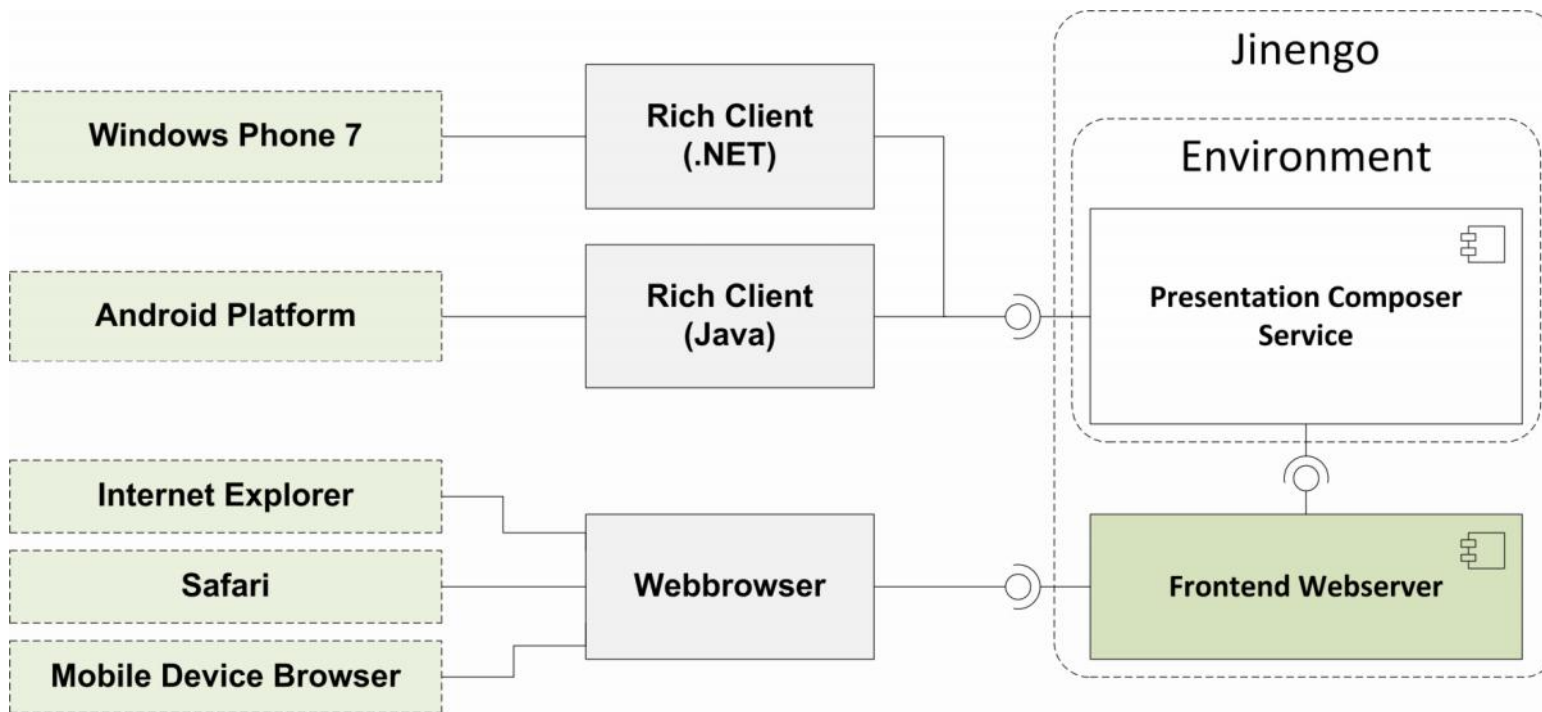 Jinengo
Environment
Windows Phone 7
Rich Client
(.NET)
Android Platform
Rich Client
(Java)
Presentation Composer
Service
Internet Explorer
Safari
Mobile Device Browser
Webbrowser
Frontend Webserver